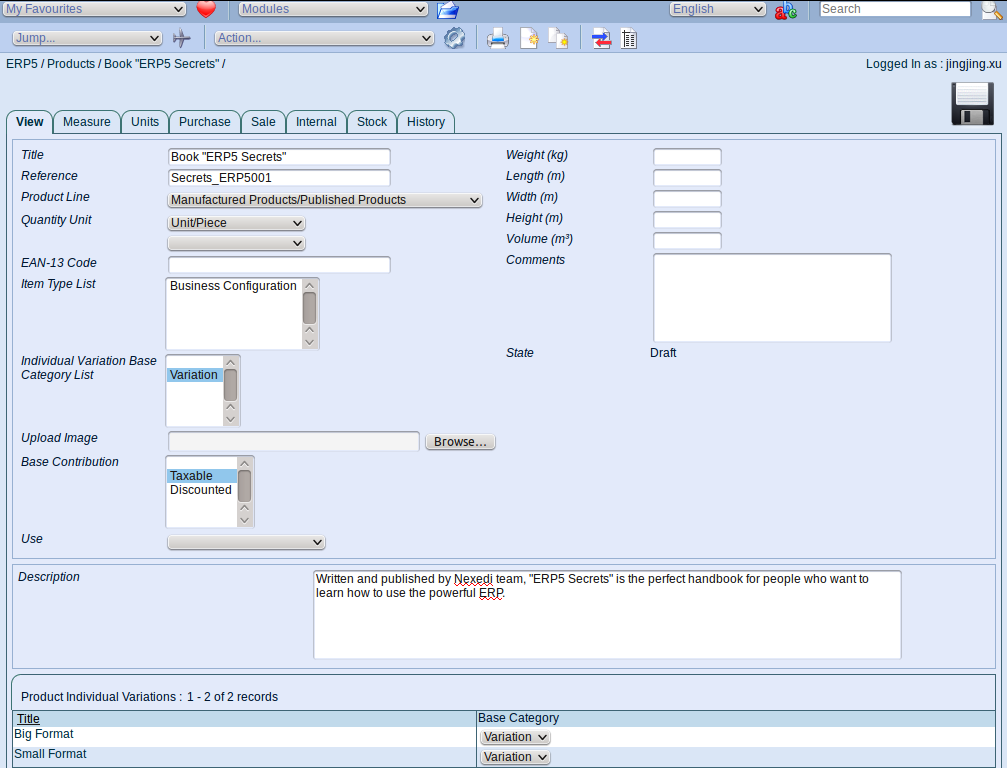 My Favourites Modules English abc Search
Jump... Action...
ERP5 / Products / Book "ERP5 Secrets" / Logged In as : jingjing.xu
View Measure Units Purchase Sale Internal Stock History
Title Book "ERP5 Secrets" Weight (kg)
Reference Secrets_ERP5001 Length (m)
Product Line Manufactured Products/Published Products Width (m)
Quantity Unit Unit/Piece Height (m)
Volume (m³)
EAN-13 Code Comments
Item Type List Business Configuration
Individual Variation Base State Draft
Category List Variation
Upload Image Browse...
Base Contribution
Taxable
Discounted
Use
Description Written and published by Nexedi team, "ERP5 Secrets" is the perfect handbook for people who want to
learn how to use the powerful ERP.
Product Individual Variations : 1 - 2 of 2 records
Title Base Category
Big Format Variation
Small Format Variation